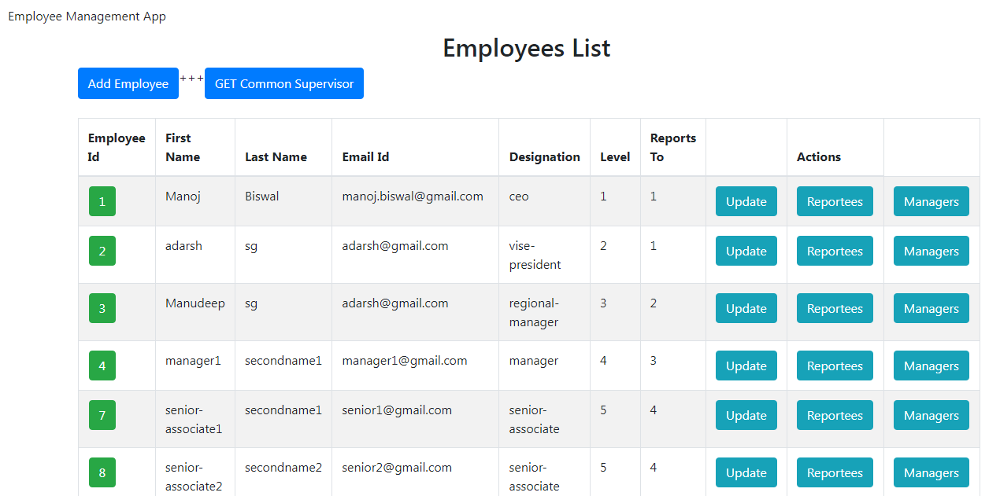 Employee Management App
Employees List
Add Employee +++ GET Common Supervisor
Employee Id First Name Last Name Email Id Designation Level Reports To Actions
1 Manoj Biswal manoj.biswal@gmail.com ceo 1 1 Update Reportees Managers
2 adarsh sg adarsh@gmail.com vise-president 2 1 Update Reportees Managers
3 Manudeep sg adarsh@gmail.com regional-manager 3 2 Update Reportees Managers
4 manager1 secondname1 manager1@gmail.com manager 4 3 Update Reportees Managers
7 senior-associate1 secondname1 senior1@gmail.com senior-associate 5 4 Update Reportees Managers
8 senior-associate2 secondname2 senior2@gmail.com senior-associate 5 4 Update Reportees Managers